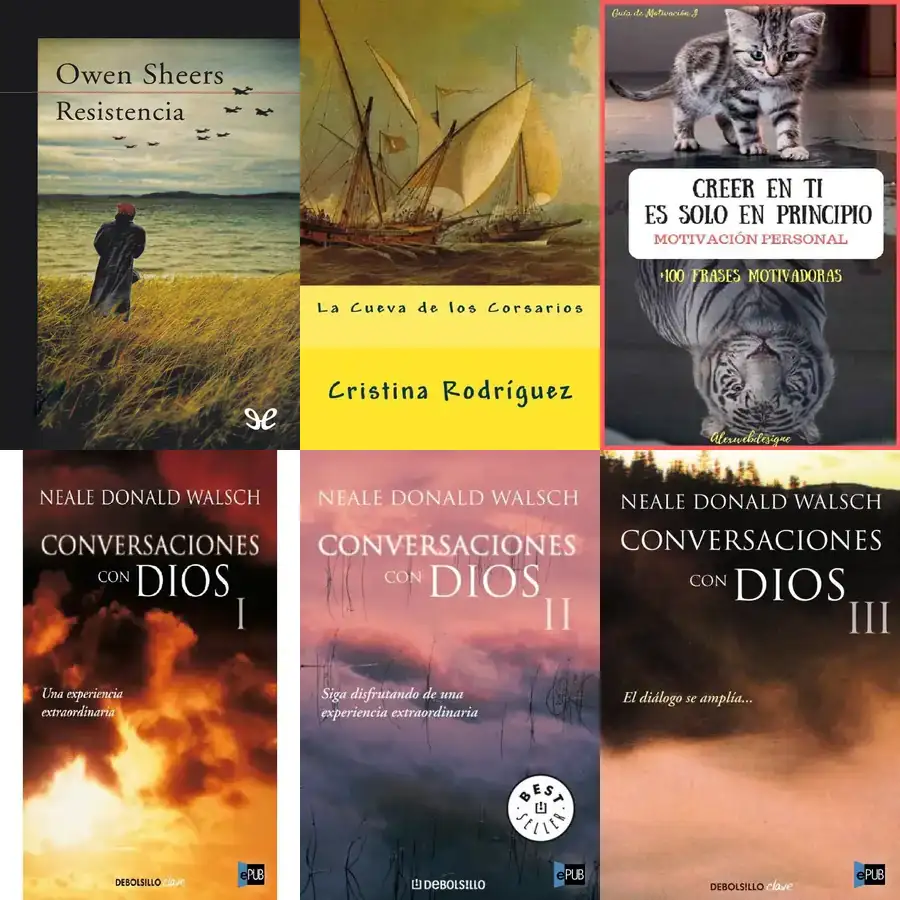 Owen Sheers
Resistencia
La Cueva de los Corsarios
Cristina Rodríguez
Guía de Motivación I
CREER EN TI
ES SOLO EN PRINCIPIO
MOTIVACIÓN PERSONAL
+100 FRASES MOTIVADORAS
Alexwebdesigne
NEALE DONALD WALSCH
CONVERSACIONES
CON DIOS
I
Una experiencia
extraordinaria
DEBOLSILLO clave
ePUB
NEALE DONALD WALSCH
CONVERSACIONES
CON DIOS
II
Siga disfrutando de una
experiencia extraordinaria
BEST
SELLER
DEBOLSILLO
ePUB
NEALE DONALD WALSCH
CONVERSACIONES
CON DIOS
III
El diálogo se amplía...
DEBOLSILLO clave
ePUB